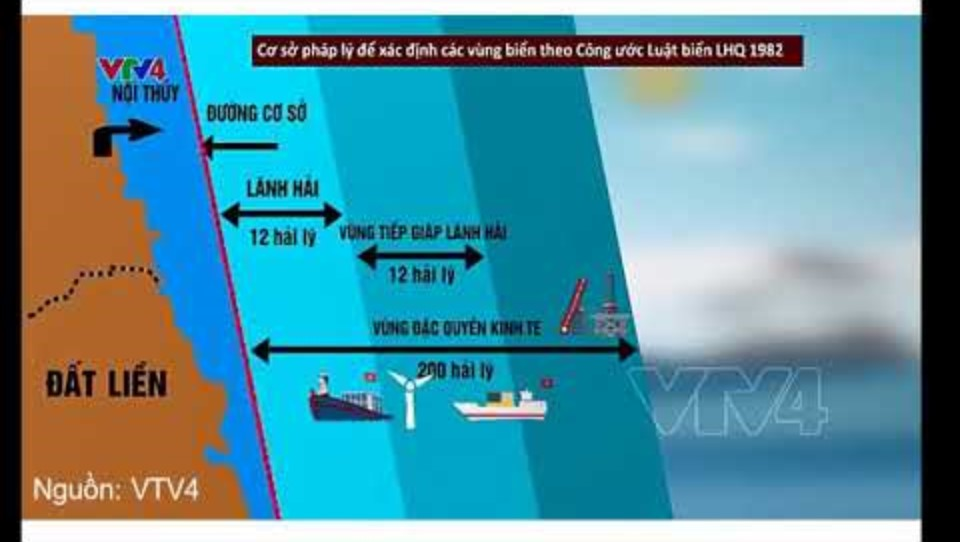 Cơ sở pháp lý để xác định các vùng biển theo Công ước Luật biển LHQ 1982
VTV4
NỘI THỦY
ĐƯỜNG CƠ SỞ
LÃNH HẢI
12 hải lý
VÙNG TIẾP GIÁP LÃNH HẢI
12 hải lý
VÙNG ĐẶC QUYỀN KINH TẾ
200 hải lý
ĐẤT LIỀN
VTV4
Nguồn: VTV4